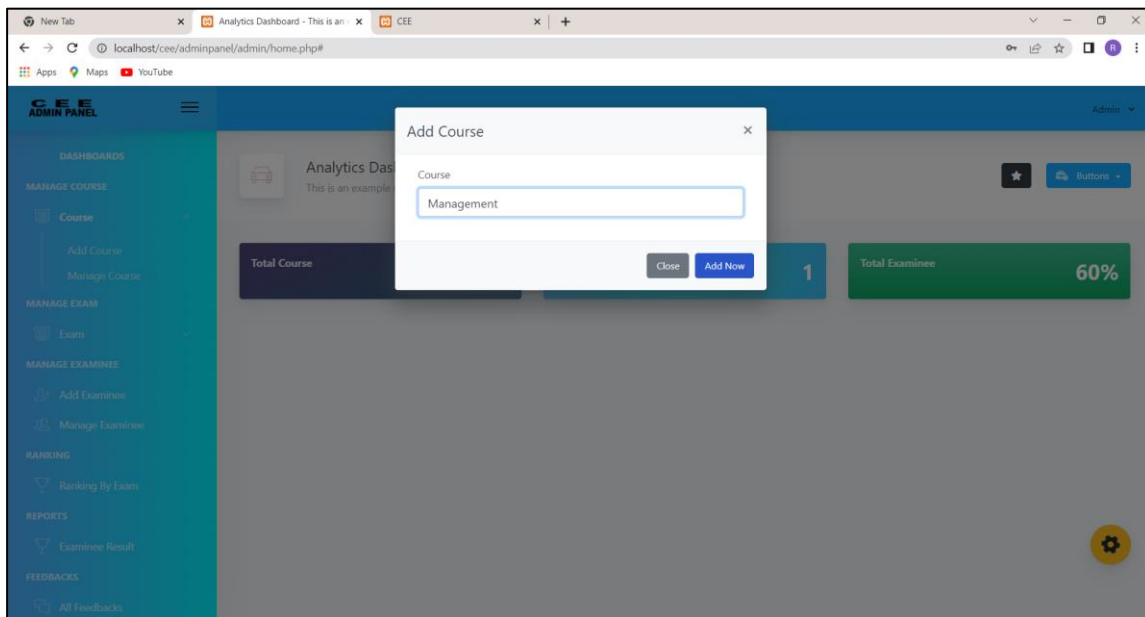 New Tab
Analytics Dashboard - This is an
CEE
localhost/cee/adminpanel/admin/home.php#
R
Apps Maps YouTube
C E E
ADMIN PANEL
Admin
Add Course
Course
Management
Close Add Now
DASHBOARDS
MANAGE COURSE
Course
Add Course
Manage Course
MANAGE EXAM
Exam
MANAGE EXAMINEE
Add Examinee
Manage Examinee
RANKING
Ranking By Exam
REPORTS
Examinee Result
FEEDBACKS
All Feedbacks
Analytics Das
This is an example
Buttons
Total Course
1
Total Examinee
60%